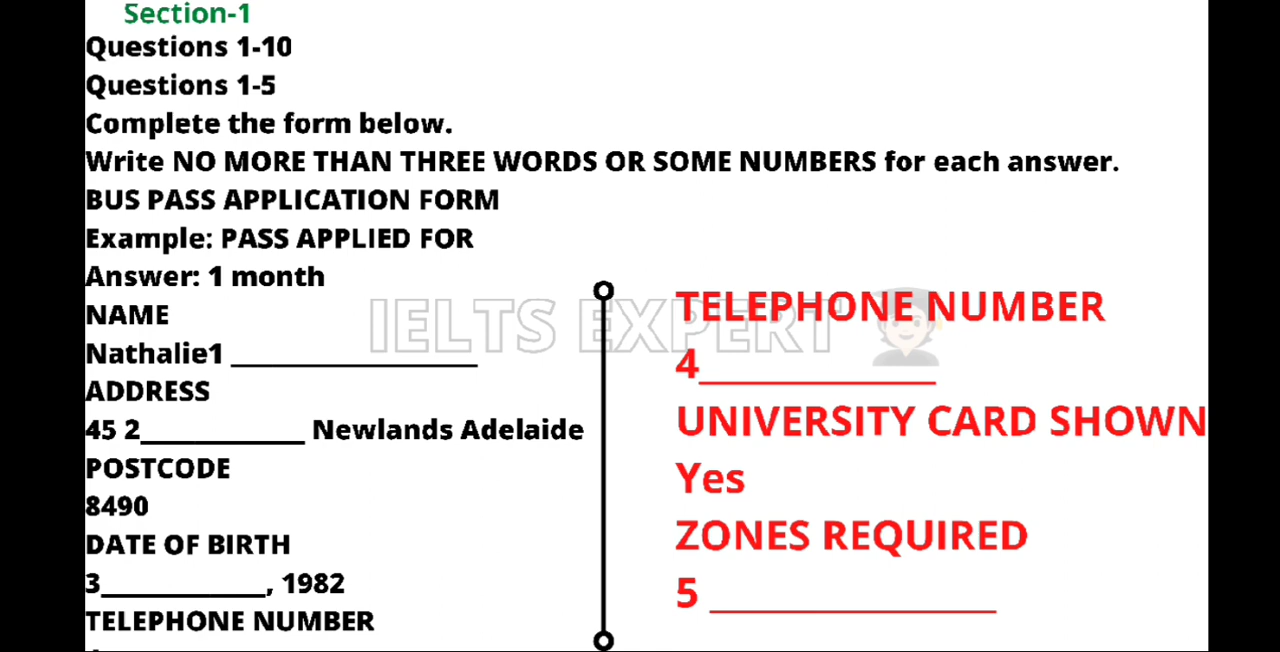 Section-1
Questions 1-10
Questions 1-5
Complete the form below.
Write NO MORE THAN THREE WORDS OR SOME NUMBERS for each answer.
BUS PASS APPLICATION FORM
Example: PASS APPLIED FOR
Answer: 1 month
NAME
Nathalie1 __________________
ADDRESS
45 2____________ Newlands Adelaide
POSTCODE
8490
DATE OF BIRTH
3____________, 1982
TELEPHONE NUMBER
IELTS EXPERT
TELEPHONE NUMBER
4____________
UNIVERSITY CARD SHOWN
Yes
ZONES REQUIRED
5 ______________